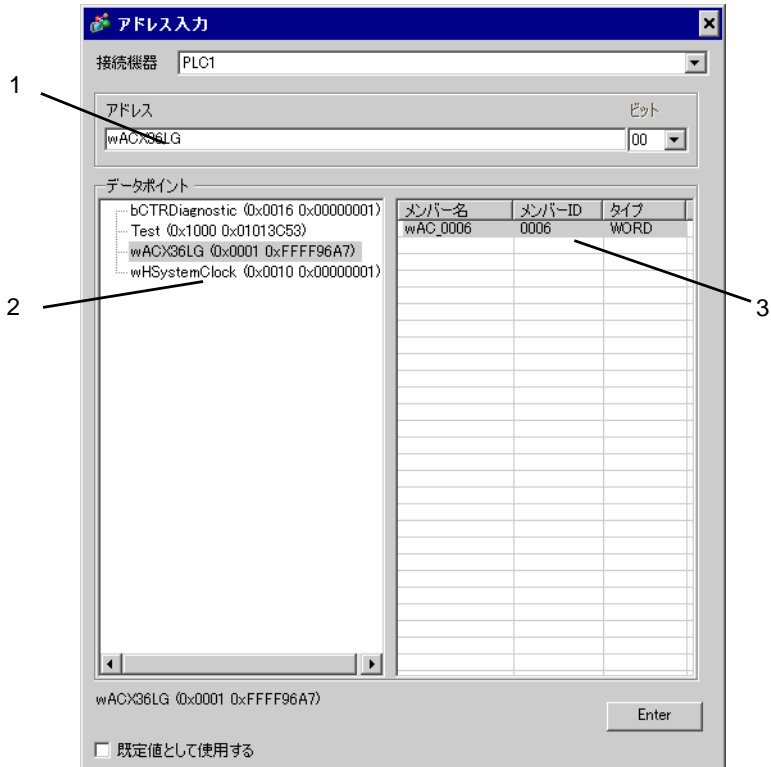 アドレス入力
接続機器 PLC1
1
アドレス ビット
wACX36LG 00
データポイント
bCTRDiagnostic (0x0016 0x00000001)
Test (0x1000 0x01013C53)
wACX36LG (0x0001 0xFFFF96A7)
wHSystemClock (0x0010 0x00000001)
メンバー名 メンバーID タイプ
wAC_0006 0006 WORD
2
3
wACX36LG (0x0001 0xFFFF96A7)
Enter
既定値として使用する